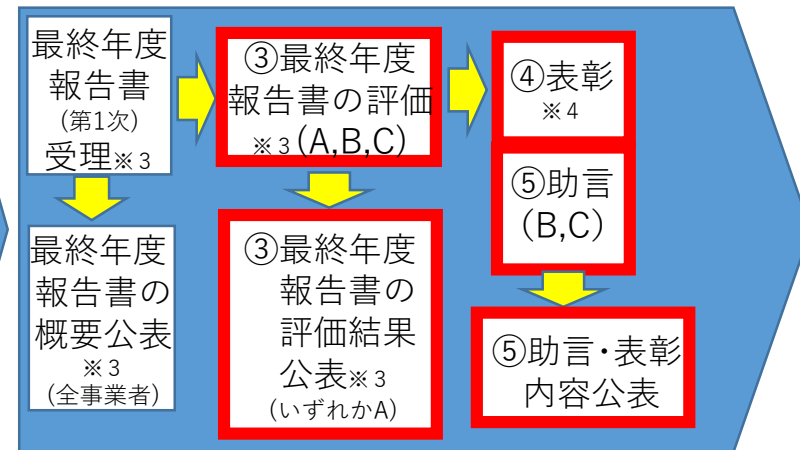 最終年度
報告書
(第1次)
受理※3
最終年度
報告書の
概要公表
※3
(全事業者)
③最終年度
報告書の評価
※3(A,B,C)
③最終年度
報告書の
評価結果
公表※3
(いずれかA)
④表彰
※4
⑤助言
(B,C)
⑤助言・表彰
内容公表